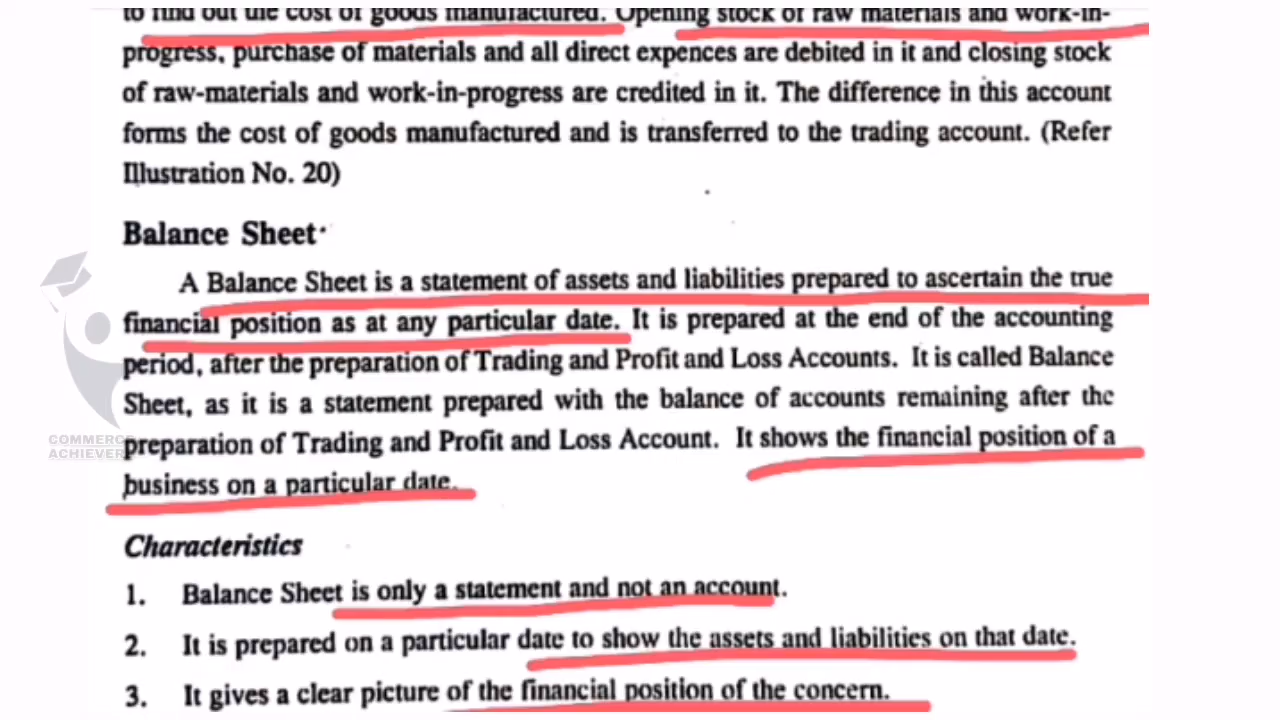 to find out the cost of goods manufactured. Opening stock of raw materials and work-in-
progress, purchase of materials and all direct expences are debited in it and closing stock
of raw-materials and work-in-progress are credited in it. The difference in this account
forms the cost of goods manufactured and is transferred to the trading account. (Refer
Illustration No. 20)
Balance Sheet
A Balance Sheet is a statement of assets and liabilities prepared to ascertain the true
financial position as at any particular date. It is prepared at the end of the accounting
period, after the preparation of Trading and Profit and Loss Accounts. It is called Balance
Sheet, as it is a statement prepared with the balance of accounts remaining after the
preparation of Trading and Profit and Loss Account. It shows the financial position of a
business on a particular date.
Characteristics
1. Balance Sheet is only a statement and not an account.
2. It is prepared on a particular date to show the assets and liabilities on that date.
3. It gives a clear picture of the financial position of the concern.
COMMERCE
ACHIEVER